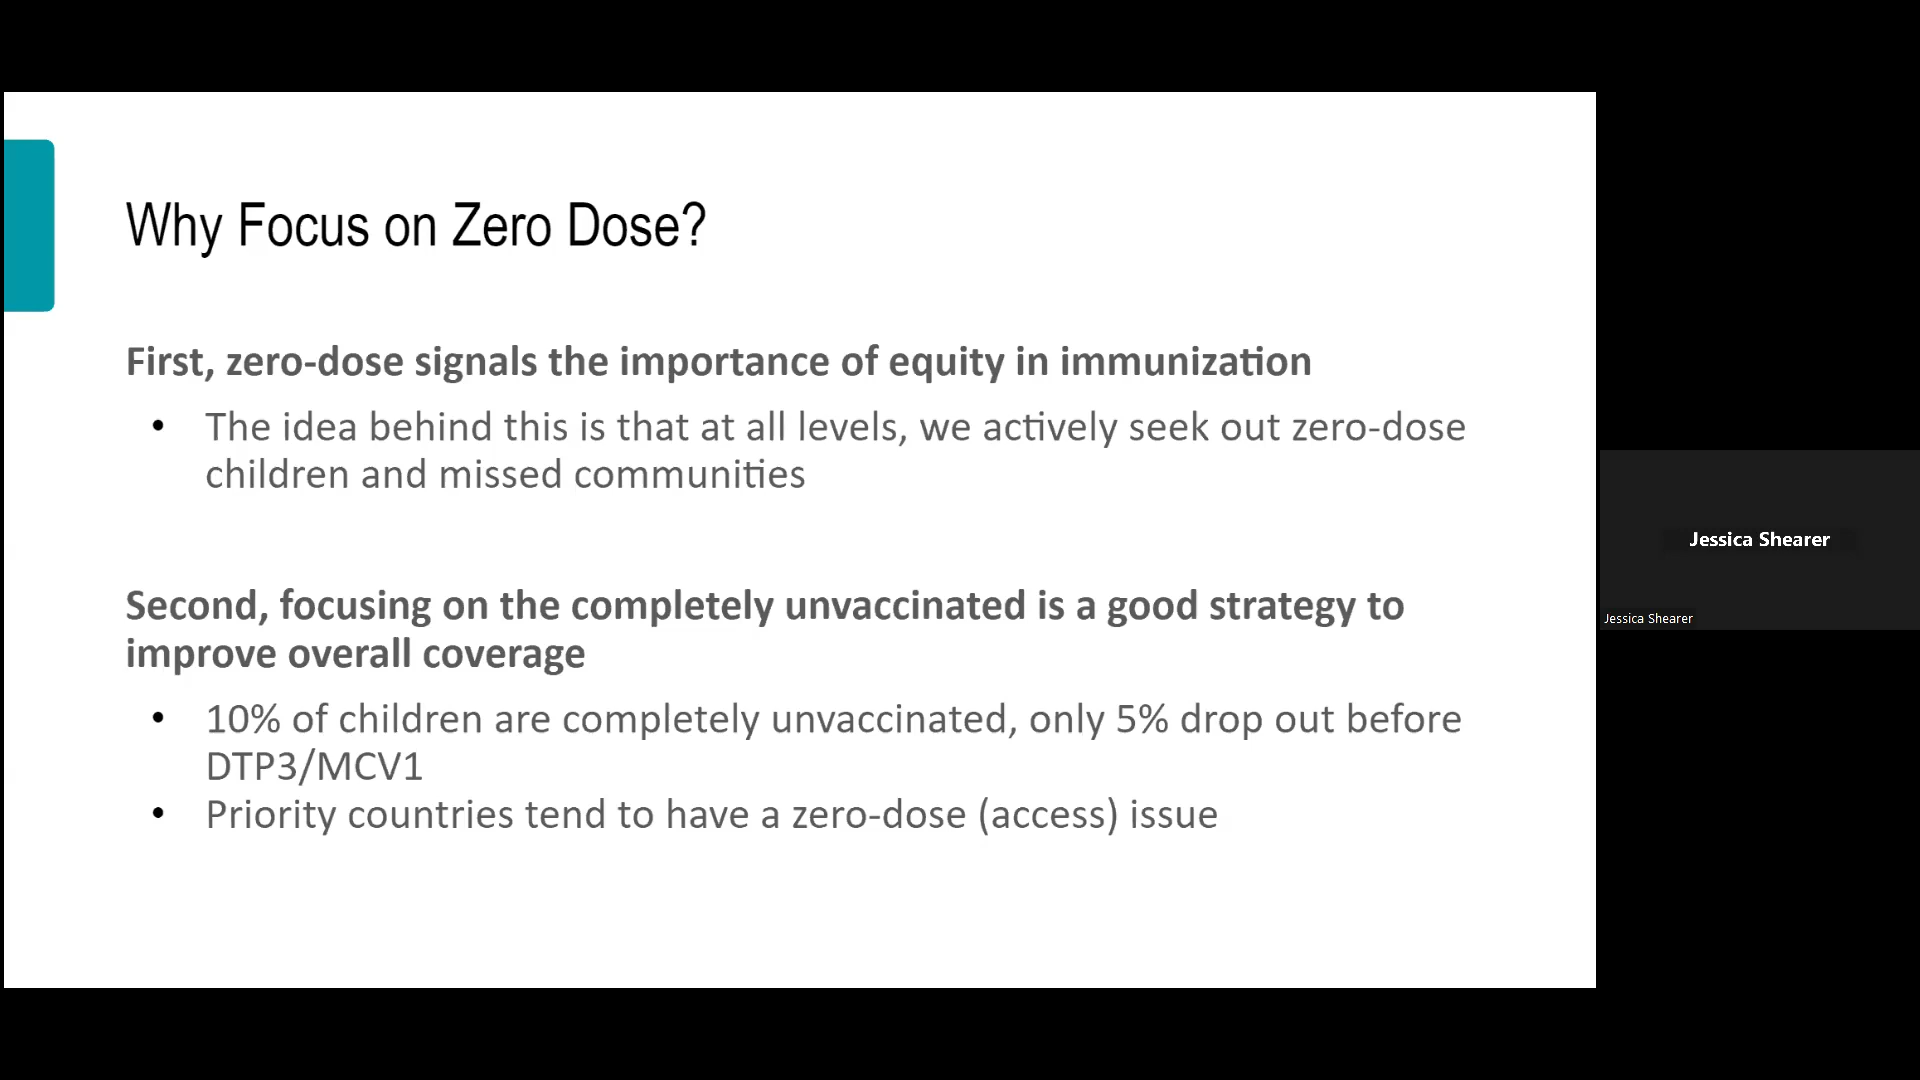 Why Focus on Zero Dose?
First, zero-dose signals the importance of equity in immunization
• The idea behind this is that at all levels, we actively seek out zero-dose
children and missed communities
Second, focusing on the completely unvaccinated is a good strategy to
improve overall coverage
• 10% of children are completely unvaccinated, only 5% drop out before
DTP3/MCV1
• Priority countries tend to have a zero-dose (access) issue
Jessica Shearer
Jessica Shearer